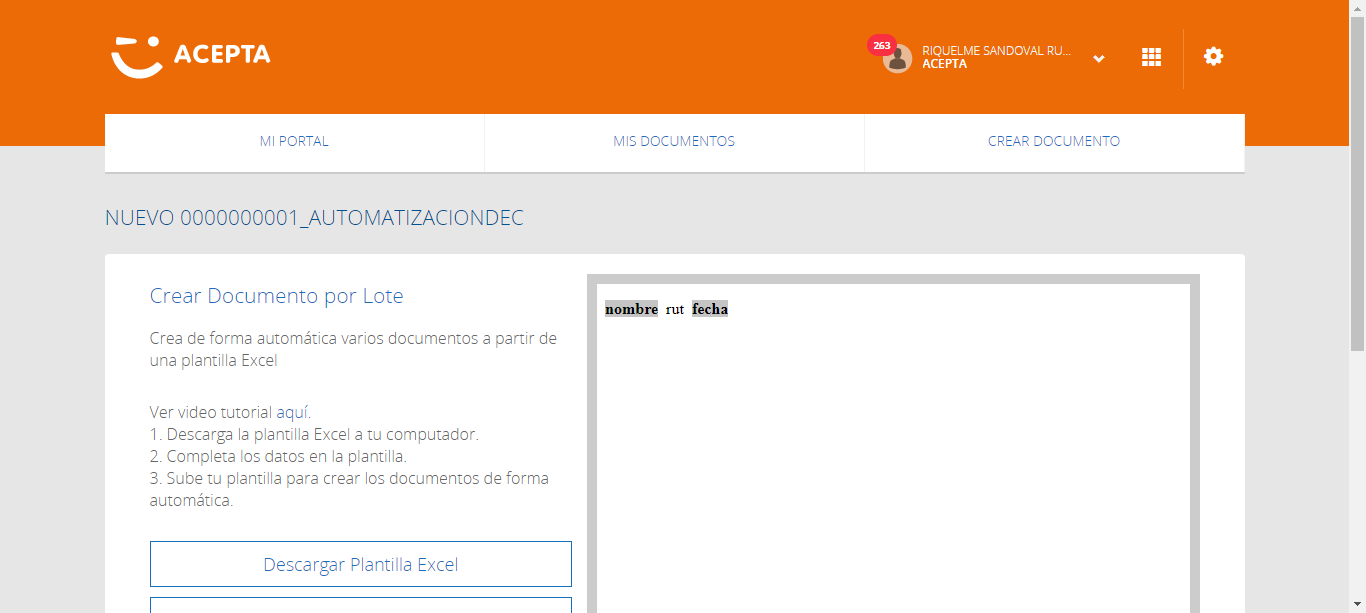 ACEPTA
263
RIQUELME SANDOVAL RU...
ACEPTA
MI PORTAL
MIS DOCUMENTOS
CREAR DOCUMENTO
NUEVO 0000000001_AUTOMATIZACIONDEC
Crear Documento por Lote
Crea de forma automática varios documentos a partir de
una plantilla Excel
Ver video tutorial aquí.
1. Descarga la plantilla Excel a tu computador.
2. Completa los datos en la plantilla.
3. Sube tu plantilla para crear los documentos de forma
automática.
Descargar Plantilla Excel
nombre rut fecha